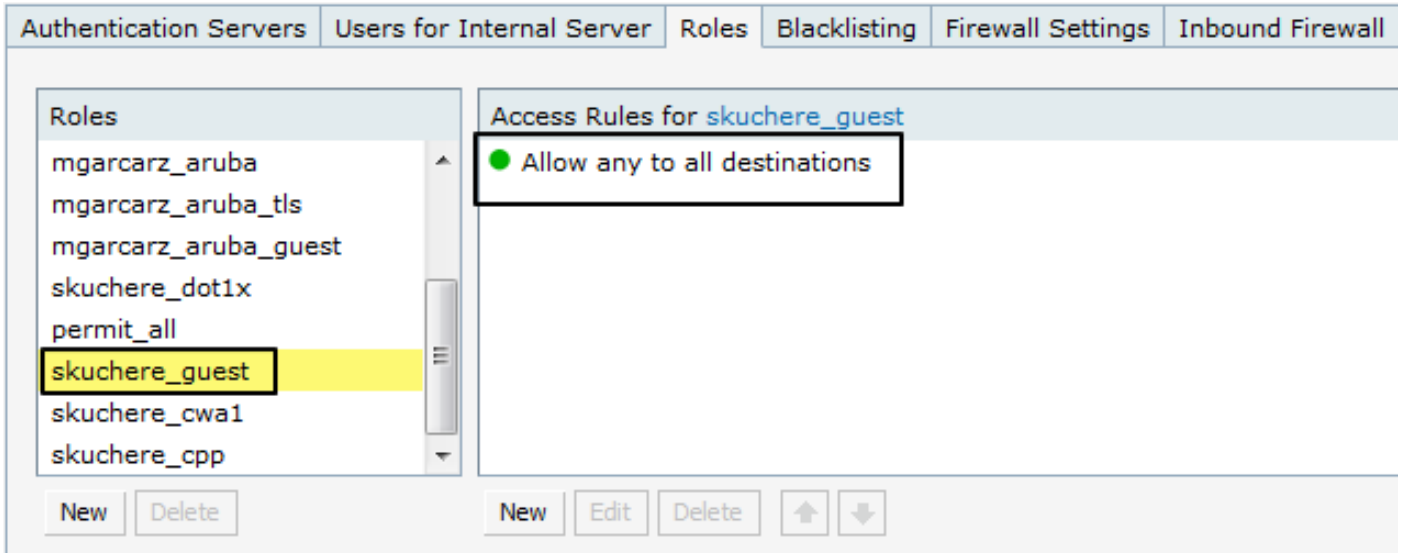 Authentication Servers
Users for Internal Server
Roles
Blacklisting
Firewall Settings
Inbound Firewall
Roles
mgarcarz_aruba
mgarcarz_aruba_tls
mgarcarz_aruba_guest
skuchere_dot1x
permit_all
skuchere_guest
skuchere_cwa1
skuchere_cpp
New
Delete
Access Rules for skuchere_guest
Allow any to all destinations
New
Edit
Delete